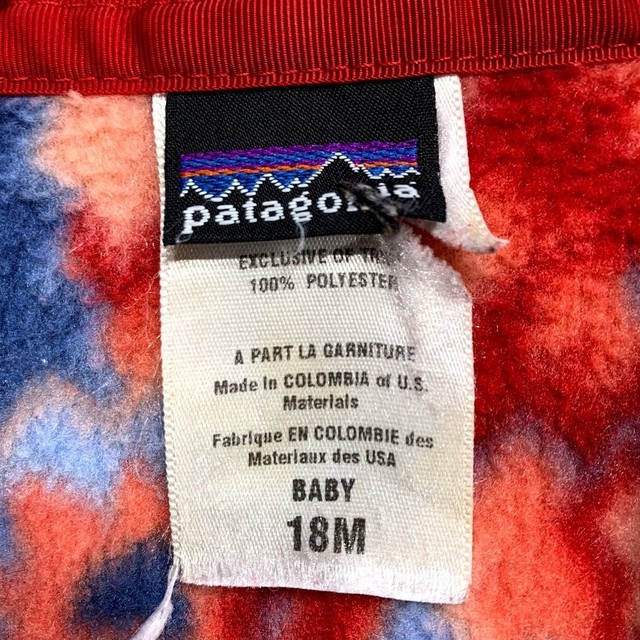 patagonia
EXCLUSIVE OF
100% POLYESTER
A PART LA GARNITURE
Made in COLOMBIA of U.S.
Materials
Fabrique EN COLOMBIE des
Materiaux des USA
BABY
18M